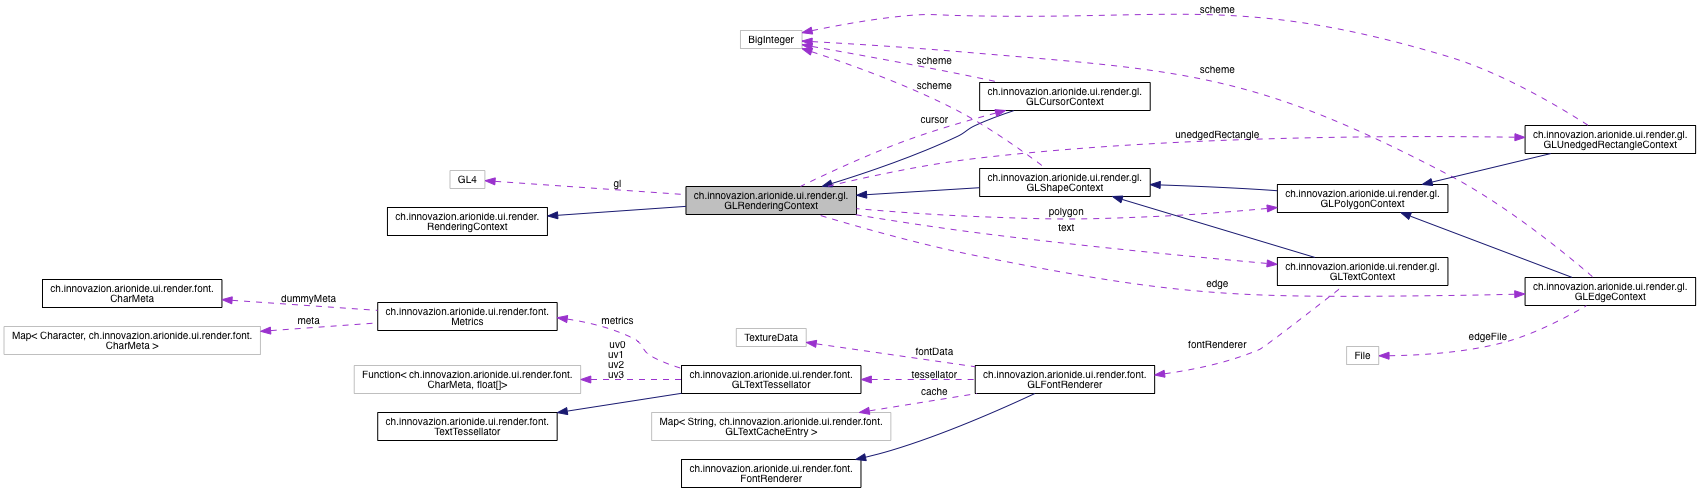 scheme
BigInteger
scheme
scheme
ch.innovazion.arionide.ui.render.gl.
GLCursorContext
scheme
cursor
unedgedRectangle
ch.innovazion.arionide.ui.render.gl.
GLUnedgedRectangleContext
GL4
gl
ch.innovazion.arionide.ui.render.gl.
GLRenderingContext
ch.innovazion.arionide.ui.render.gl.
GLShapeContext
ch.innovazion.arionide.ui.render.gl.
GLPolygonContext
ch.innovazion.arionide.ui.render.
RenderingContext
polygon
text
ch.innovazion.arionide.ui.render.gl.
GLTextContext
edge
ch.innovazion.arionide.ui.render.gl.
GLEdgeContext
ch.innovazion.arionide.ui.render.font.
CharMeta
dummyMeta
meta
ch.innovazion.arionide.ui.render.font.
Metrics
metrics
Map< Character, ch.innovazion.arionide.ui.render.font.
CharMeta >
TextureData
fontData
fontRenderer
edgeFile
File
uv0
uv1
uv2
uv3
Function< ch.innovazion.arionide.ui.render.font.
CharMeta, float[]>
ch.innovazion.arionide.ui.render.font.
GLTextTessellator
tessellator
ch.innovazion.arionide.ui.render.font.
GLFontRenderer
cache
ch.innovazion.arionide.ui.render.font.
TextTessellator
Map< String, ch.innovazion.arionide.ui.render.font.
GLTextCacheEntry >
ch.innovazion.arionide.ui.render.font.
FontRenderer